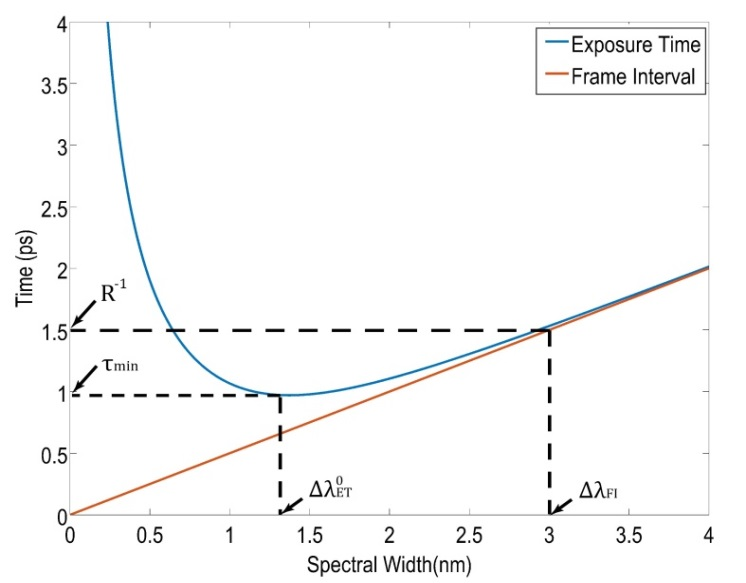 Exposure Time
Frame Interval
4
3.5
3
2.5
2
1.5
1
0.5
0
Time (ps)
R⁻¹
τmin
Δλ⁰ET
ΔλFI
0 0.5 1 1.5 2 2.5 3 3.5 4
Spectral Width(nm)